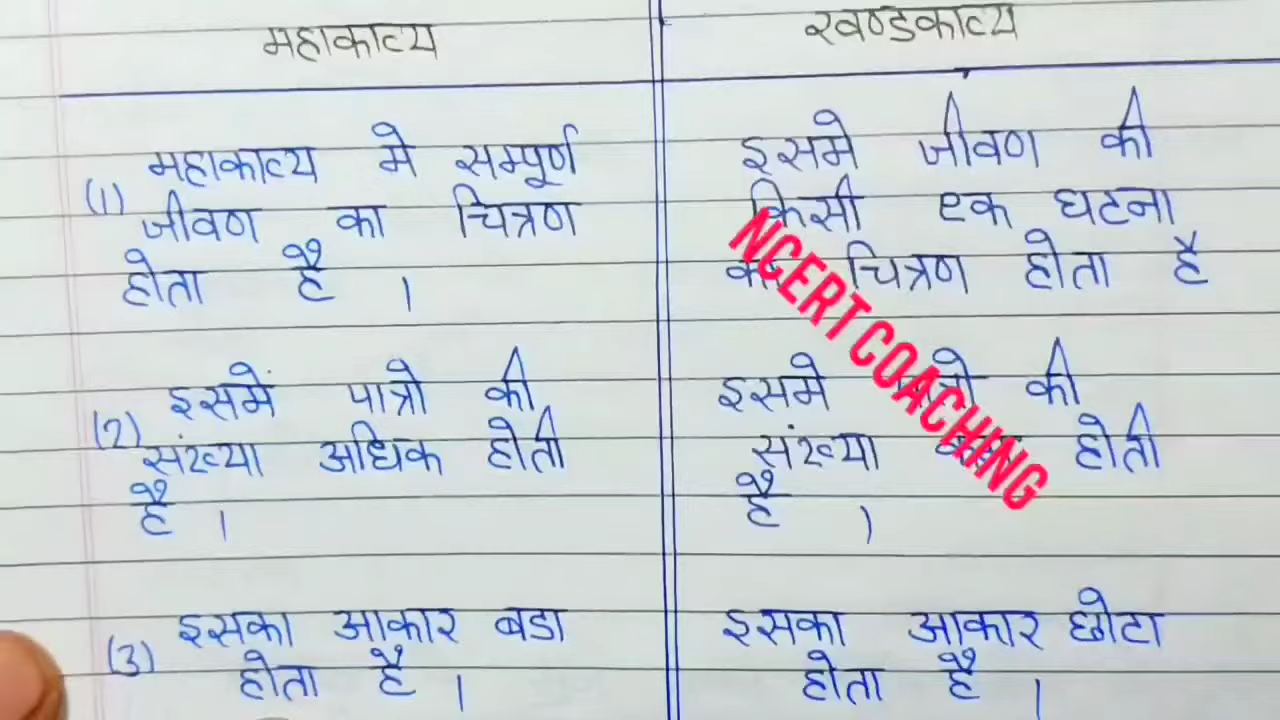 महाकाव्य
खण्डकाव्य
(1) महाकाव्य मे सम्पूर्ण
जीवण का चित्रण
होता है ।
इसमे जीवण की
किसी एक घटना
चित्रण होता है
(2) इसमें पात्रो की
संख्या अधिक होती
है ।
इसमे की
संख्या होती
है ।
(3) इसका आकार बडा
होता है ।
इसका आकार छोटा
होता है ।
NCERT COACHING